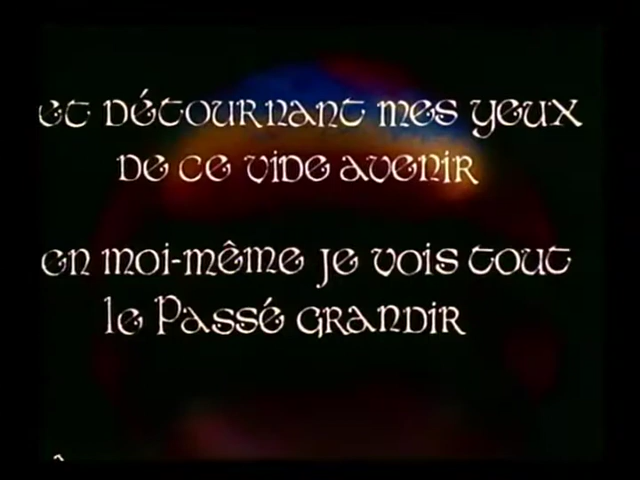 et détournant mes yeux
de ce vide avenir
en moi-même je vois tout
le Passé grandir